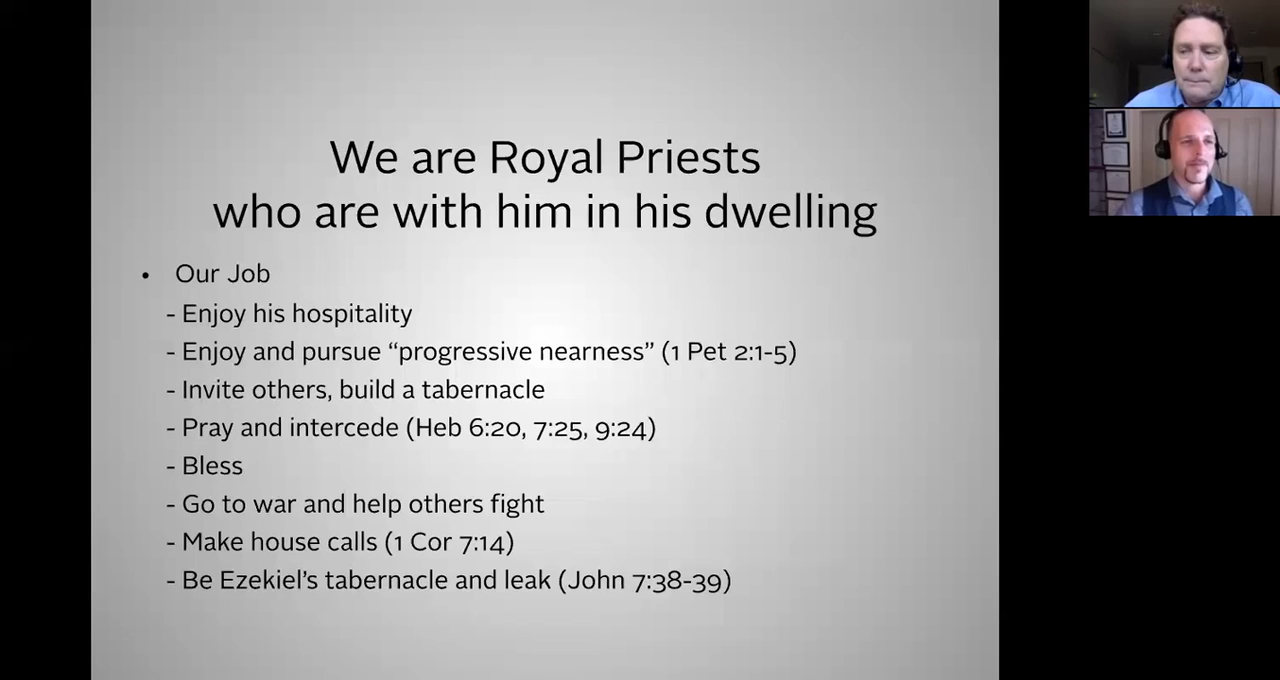 We are Royal Priests
who are with him in his dwelling
• Our Job
- Enjoy his hospitality
- Enjoy and pursue “progressive nearness” (1 Pet 2:1-5)
- Invite others, build a tabernacle
- Pray and intercede (Heb 6:20, 7:25, 9:24)
- Bless
- Go to war and help others fight
- Make house calls (1 Cor 7:14)
- Be Ezekiel’s tabernacle and leak (John 7:38-39)